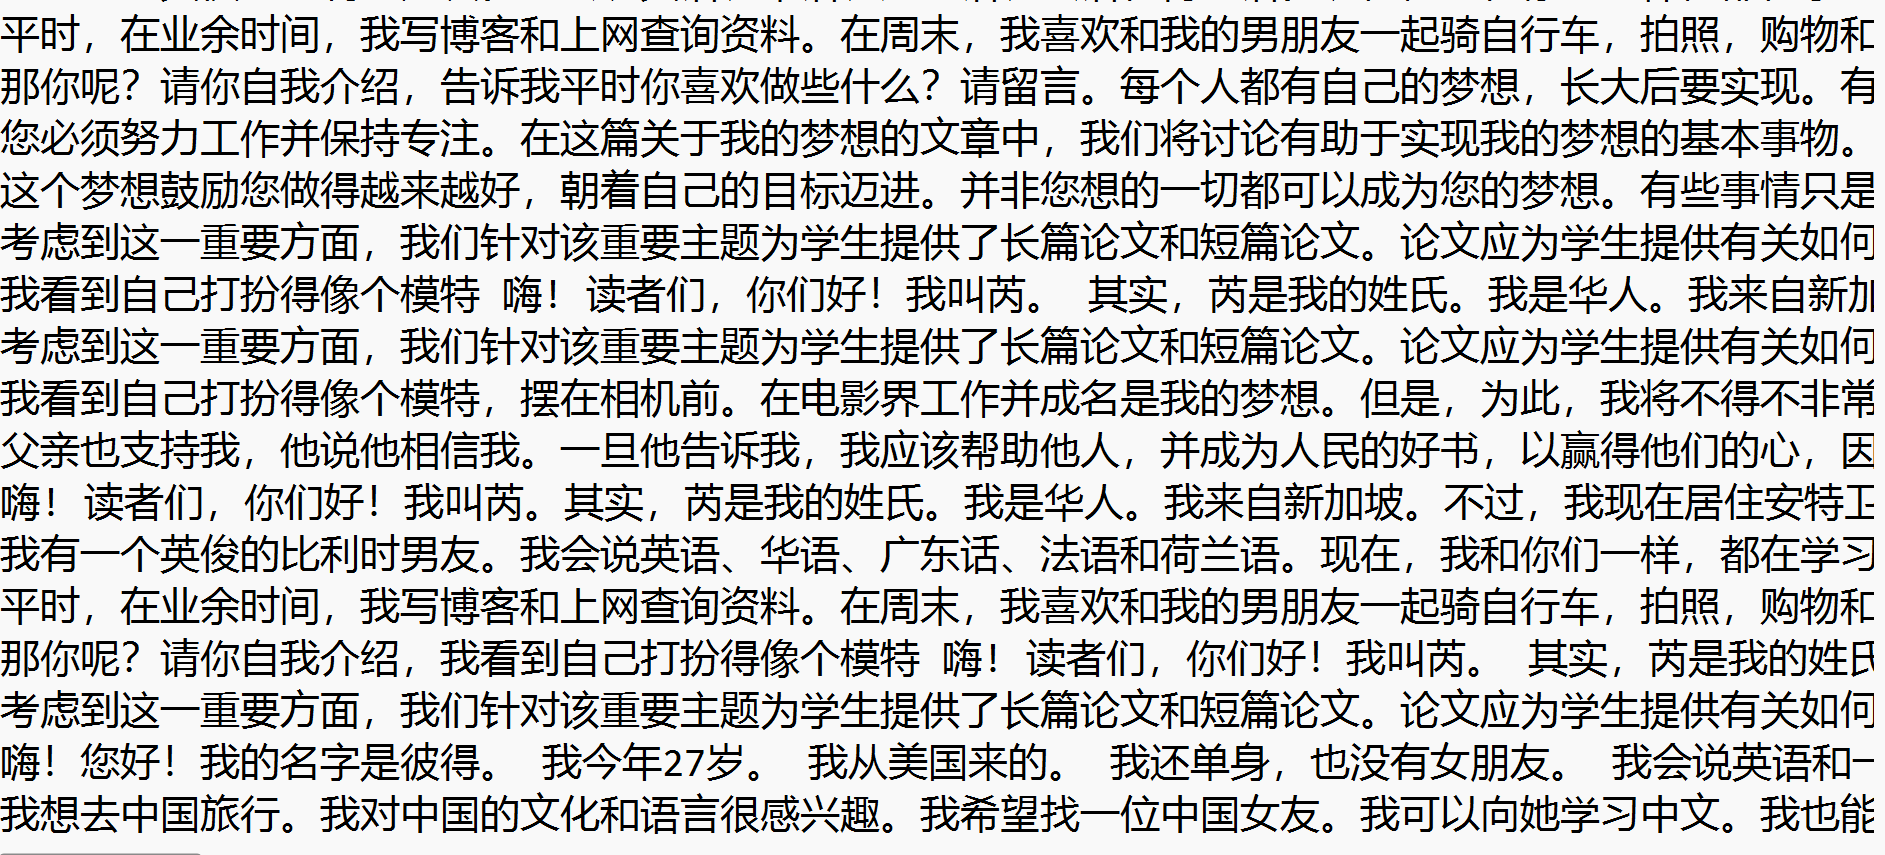 平时，在业余时间，我写博客和上网查询资料。在周末，我喜欢和我的男朋友一起骑自行车，拍照，购物和
那你呢？请你自我介绍，告诉我平时你喜欢做些什么？请留言。每个人都有自己的梦想，长大后要实现。有
您必须努力工作并保持专注。在这篇关于我的梦想的文章中，我们将讨论有助于实现我的梦想的基本事物。
这个梦想鼓励您做得越来越好，朝着自己的目标迈进。并非您想的一切都可以成为您的梦想。有些事情只是
考虑到这一重要方面，我们针对该重要主题为学生提供了长篇论文和短篇论文。论文应为学生提供有关如何
我看到自己打扮得像个模特 嗨！读者们，你们好！我叫芮。 其实，芮是我的姓氏。我是华人。我来自新加
考虑到这一重要方面，我们针对该重要主题为学生提供了长篇论文和短篇论文。论文应为学生提供有关如何
我看到自己打扮得像个模特，摆在相机前。在电影界工作并成名是我的梦想。但是，为此，我将不得不非常
父亲也支持我，他说他相信我。一旦他告诉我，我应该帮助他人，并成为人民的好书，以赢得他们的心，因
嗨！读者们，你们好！我叫芮。其实，芮是我的姓氏。我是华人。我来自新加坡。不过，我现在居住安特卫
我有一个英俊的比利时男友。我会说英语、华语、广东话、法语和荷兰语。现在，我和你们一样，都在学习
平时，在业余时间，我写博客和上网查询资料。在周末，我喜欢和我的男朋友一起骑自行车，拍照，购物和
那你呢？请你自我介绍，我看到自己打扮得像个模特 嗨！读者们，你们好！我叫芮。 其实，芮是我的姓氏
考虑到这一重要方面，我们针对该重要主题为学生提供了长篇论文和短篇论文。论文应为学生提供有关如何
嗨！您好！我的名字是彼得。 我今年27岁。 我从美国来的。 我还单身，也没有女朋友。 我会说英语和一
我想去中国旅行。我对中国的文化和语言很感兴趣。我希望找一位中国女友。我可以向她学习中文。我也能